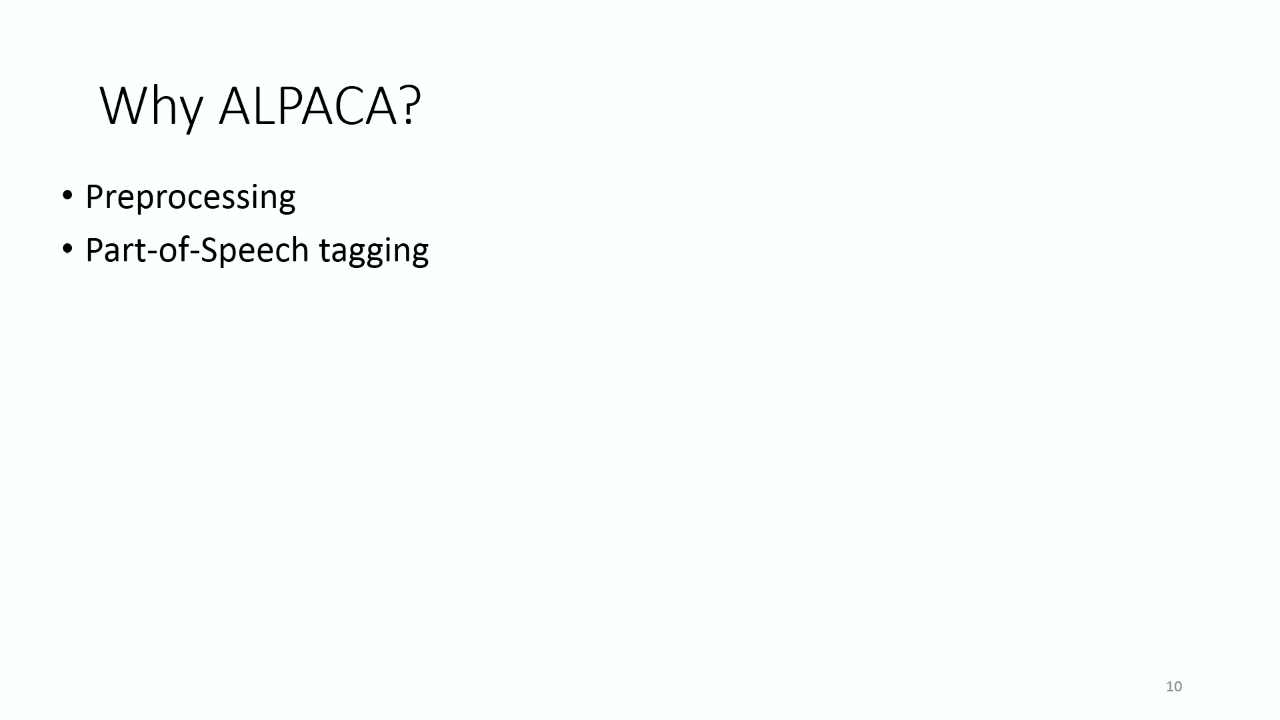 Why ALPACA?
• Preprocessing
• Part-of-Speech tagging
10